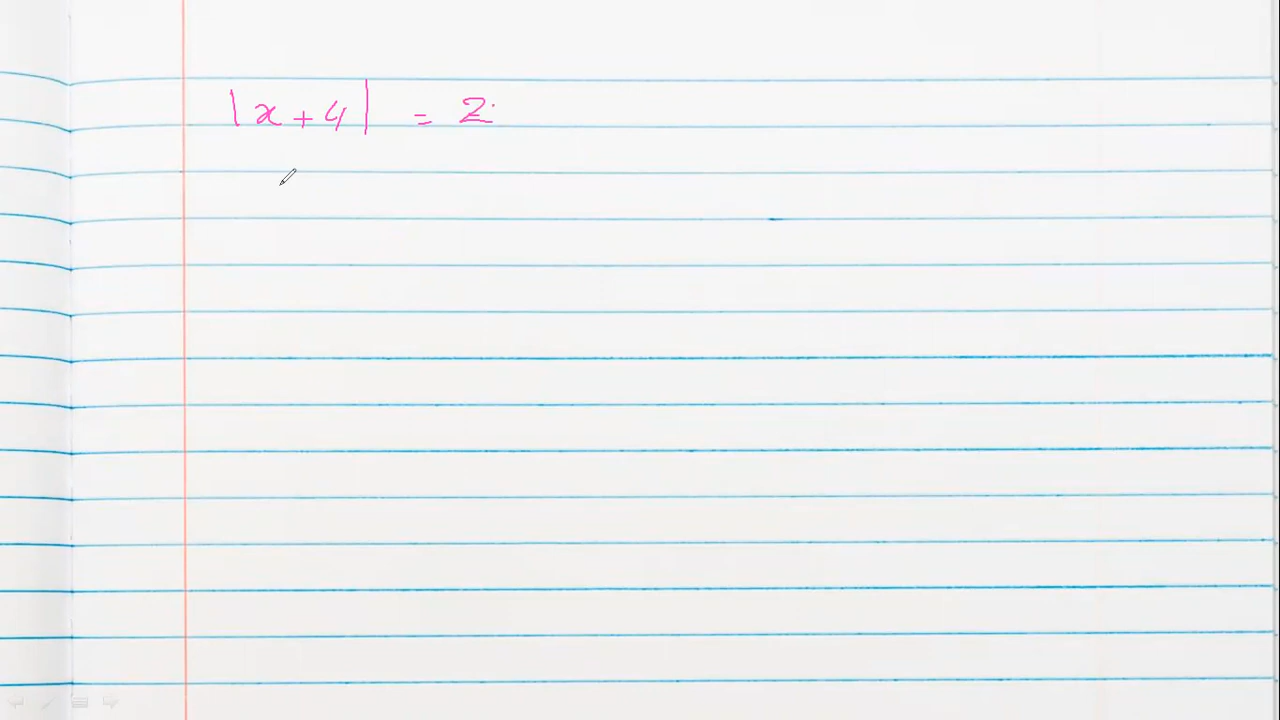 |x + 4| = 2